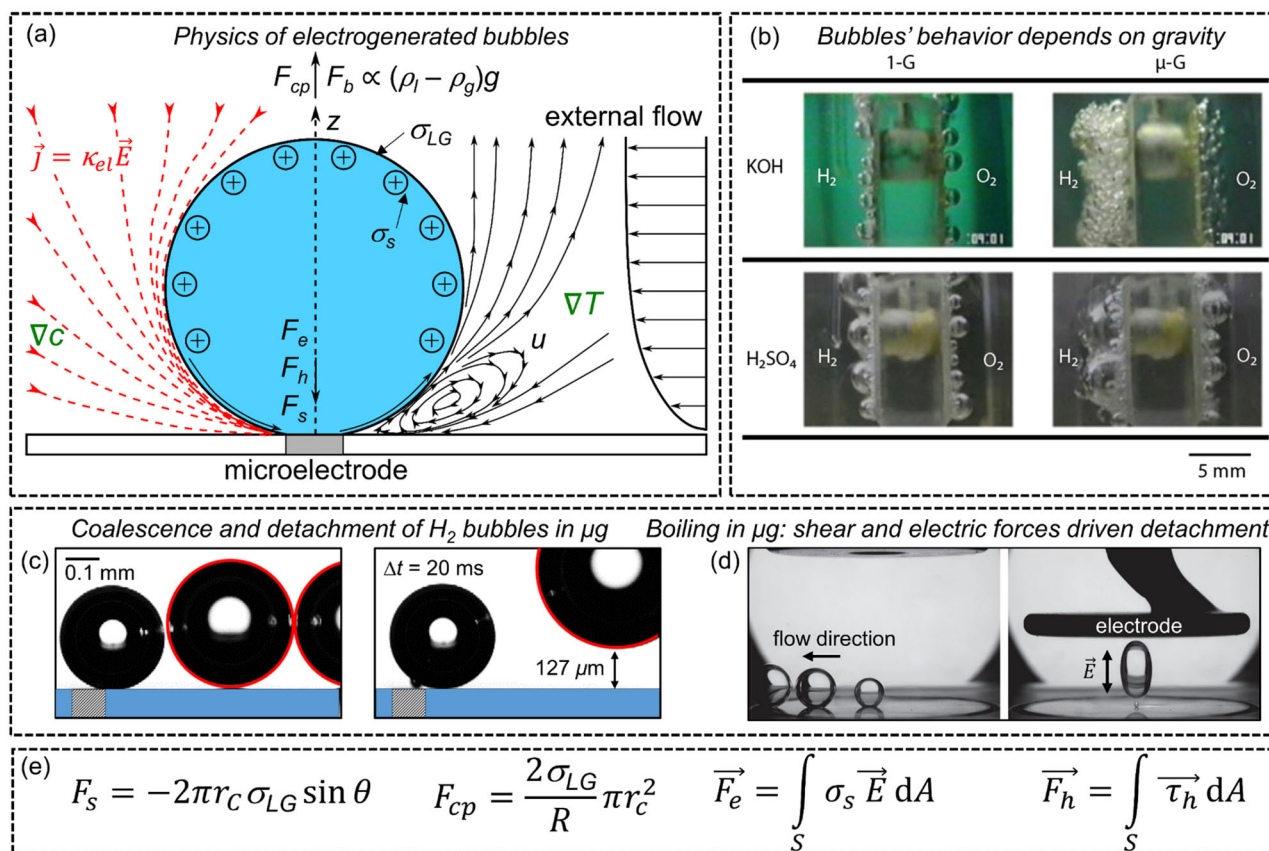 (a)
Physics of electrogenerated bubbles
F_cp
F_b ∝ (ρ_l − ρ_g)g
z
σ_LG
external flow
j⃗ = κ_el E⃗
σ_s
∇c
∇T
F_e
u
F_h
F_s
microelectrode
(b)
Bubbles' behavior depends on gravity
1-G
μ-G
KOH
H₂
O₂
:09:01
H₂
O₂
:09:01
H₂SO₄
H₂
O₂
H₂
O₂
5 mm
Coalescence and detachment of H₂ bubbles in μg
(c)
0.1 mm
Δt = 20 ms
127 μm
Boiling in μg: shear and electric forces driven detachment
(d)
flow direction
electrode
E⃗
(e)
F_s = −2πr_C σ_LG sin θ
F_cp = 2σ_LG/R πr_c²
F_e⃗ = ∫_S σ_s E⃗ dA
F_h⃗ = ∫_S τ_h⃗ dA